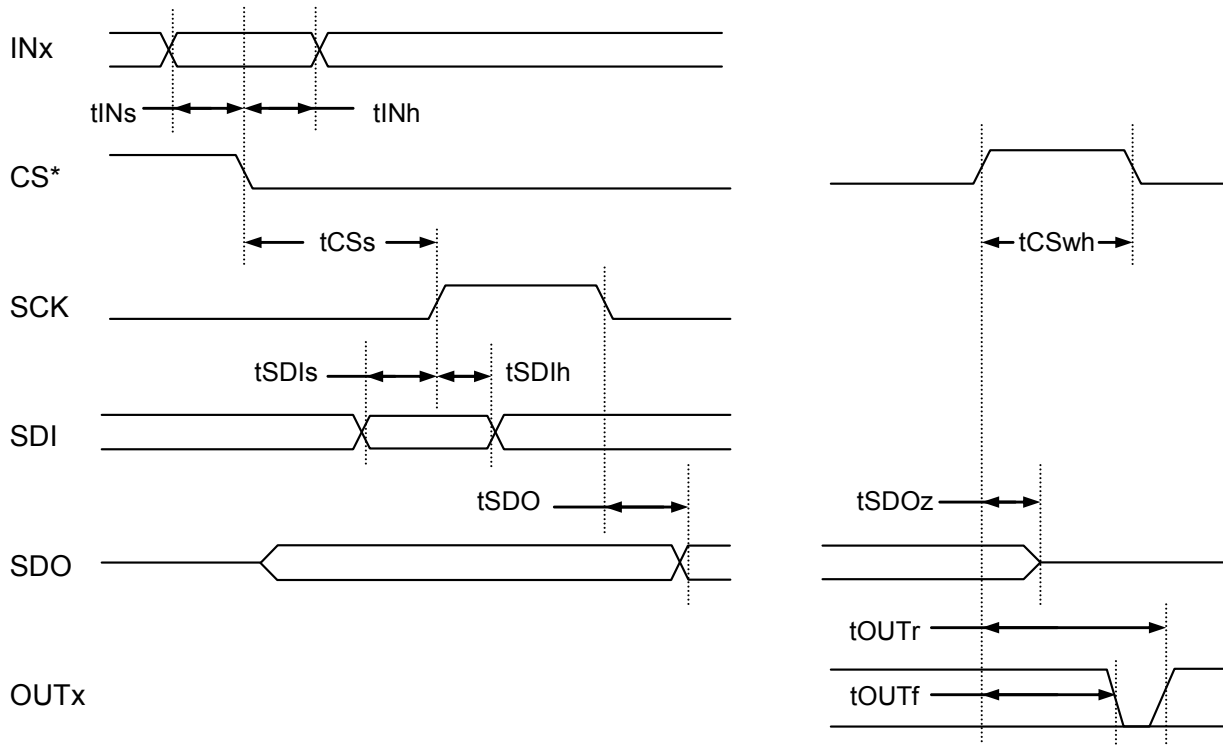 INx
tINs
tINh
CS*
tCSs
tCSwh
SCK
tSDIs
tSDIh
SDI
tSDO
tSDOz
SDO
tOUTr
OUTx
tOUTf